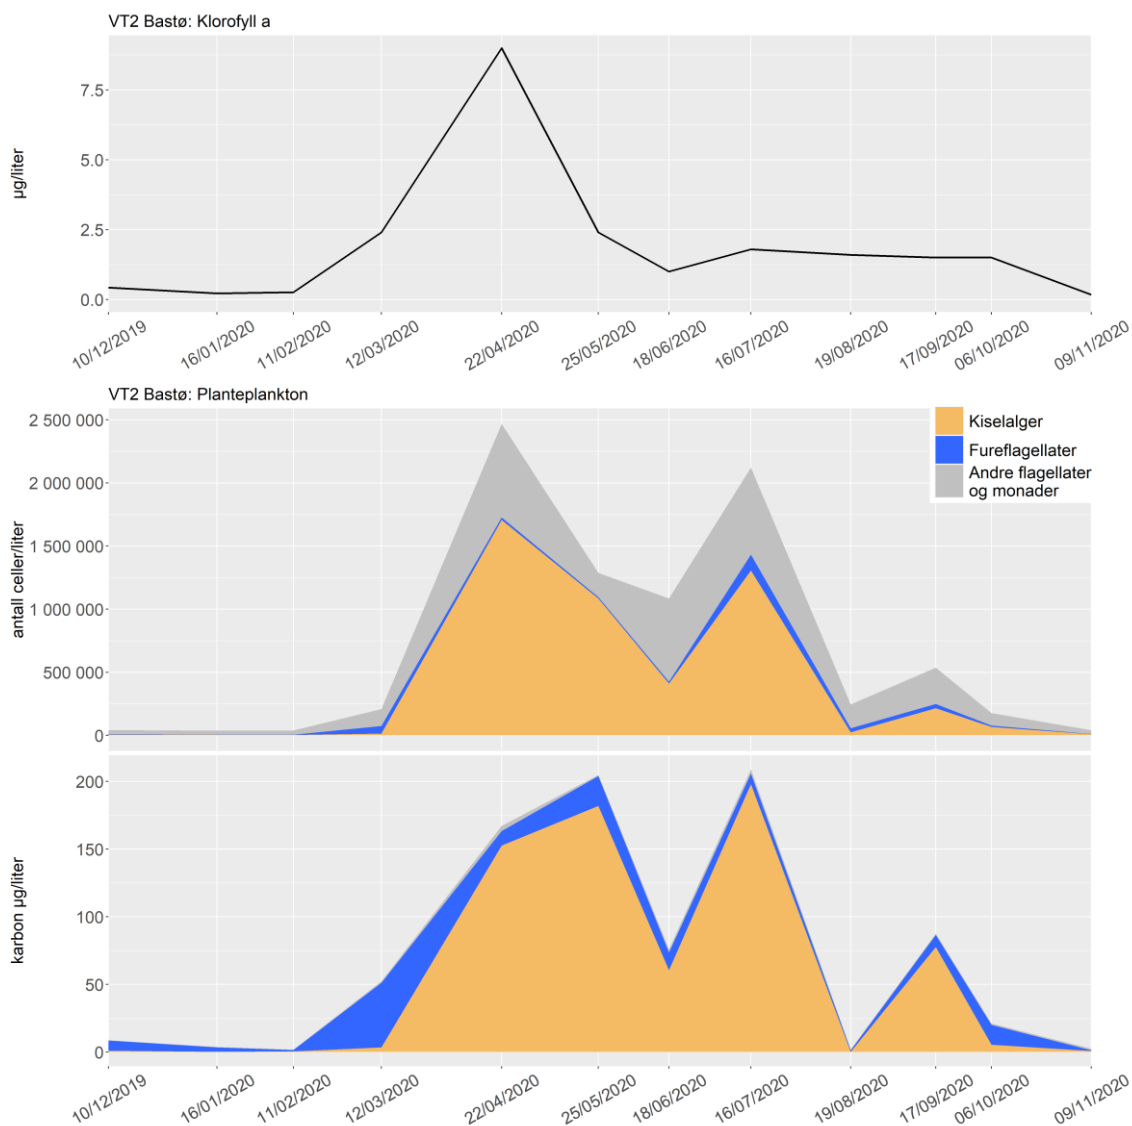 VT2 Bastø: Klorofyll a
7.5
5.0
2.5
0.0
µg/liter
10/12/2019
16/01/2020
11/02/2020
12/03/2020
22/04/2020
25/05/2020
18/06/2020
16/07/2020
19/08/2020
17/09/2020
06/10/2020
09/11/2020
VT2 Bastø: Planteplankton
2 500 000
2 000 000
1 500 000
1 000 000
500 000
0
antall celler/liter
Kiselalger
Fureflagellater
Andre flagellater
og monader
200
150
100
50
0
karbon µg/liter
10/12/2019
16/01/2020
11/02/2020
12/03/2020
22/04/2020
25/05/2020
18/06/2020
16/07/2020
19/08/2020
17/09/2020
06/10/2020
09/11/2020